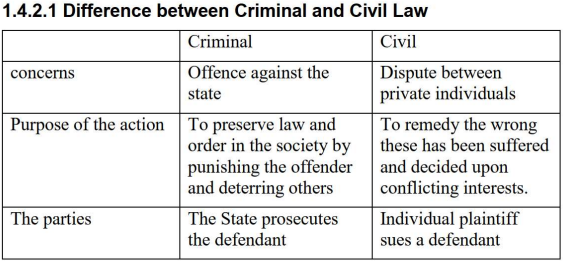 1.4.2.1 Difference between Criminal and Civil Law
Criminal Civil
concerns Offence against the Dispute between
state private individuals
Purpose of the action To preserve law and To remedy the wrong
order in the society by these has been suffered
punishing the offender and decided upon
and deterring others conflicting interests.
The parties The State prosecutes Individual plaintiff
the defendant sues a defendant